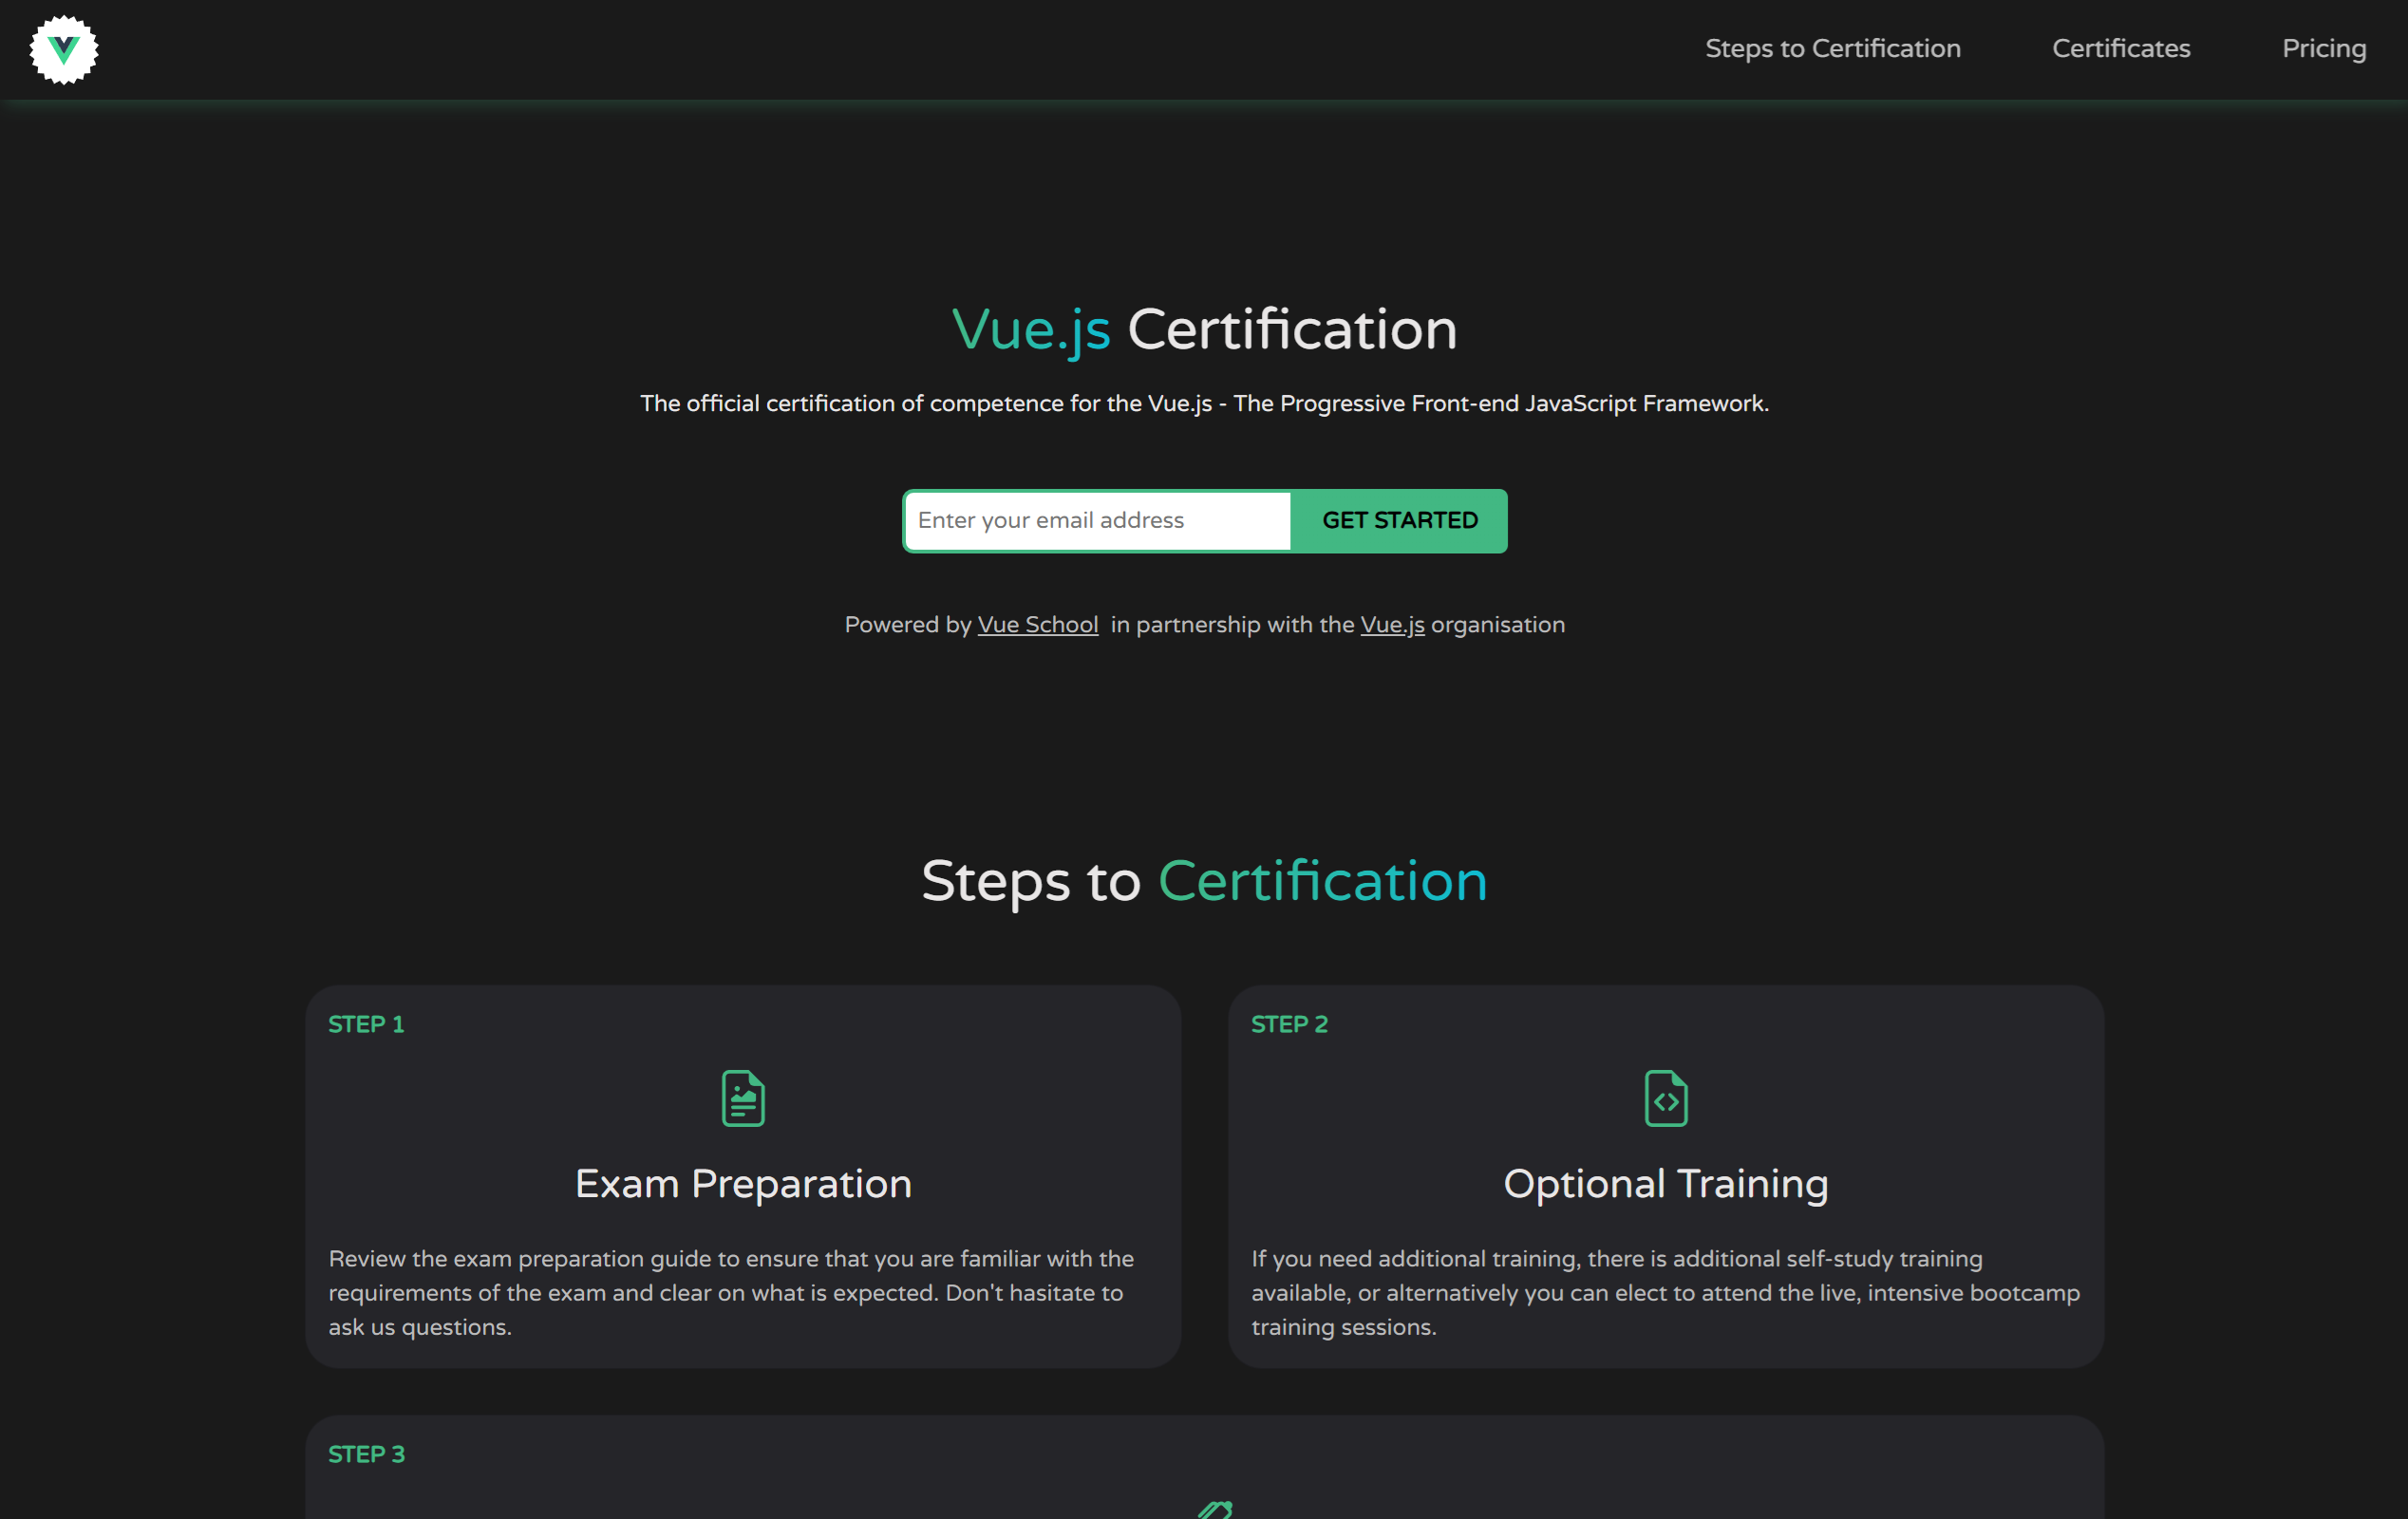 Steps to Certification Certificates Pricing
Vue.js Certification
The official certification of competence for the Vue.js - The Progressive Front-end JavaScript Framework.
Enter your email address GET STARTED
Powered by Vue School in partnership with the Vue.js organisation
Steps to Certification
STEP 1
Exam Preparation
Review the exam preparation guide to ensure that you are familiar with the
requirements of the exam and clear on what is expected. Don't hasitate to
ask us questions.
STEP 2
Optional Training
If you need additional training, there is additional self-study training
available, or alternatively you can elect to attend the live, intensive bootcamp
training sessions.
STEP 3